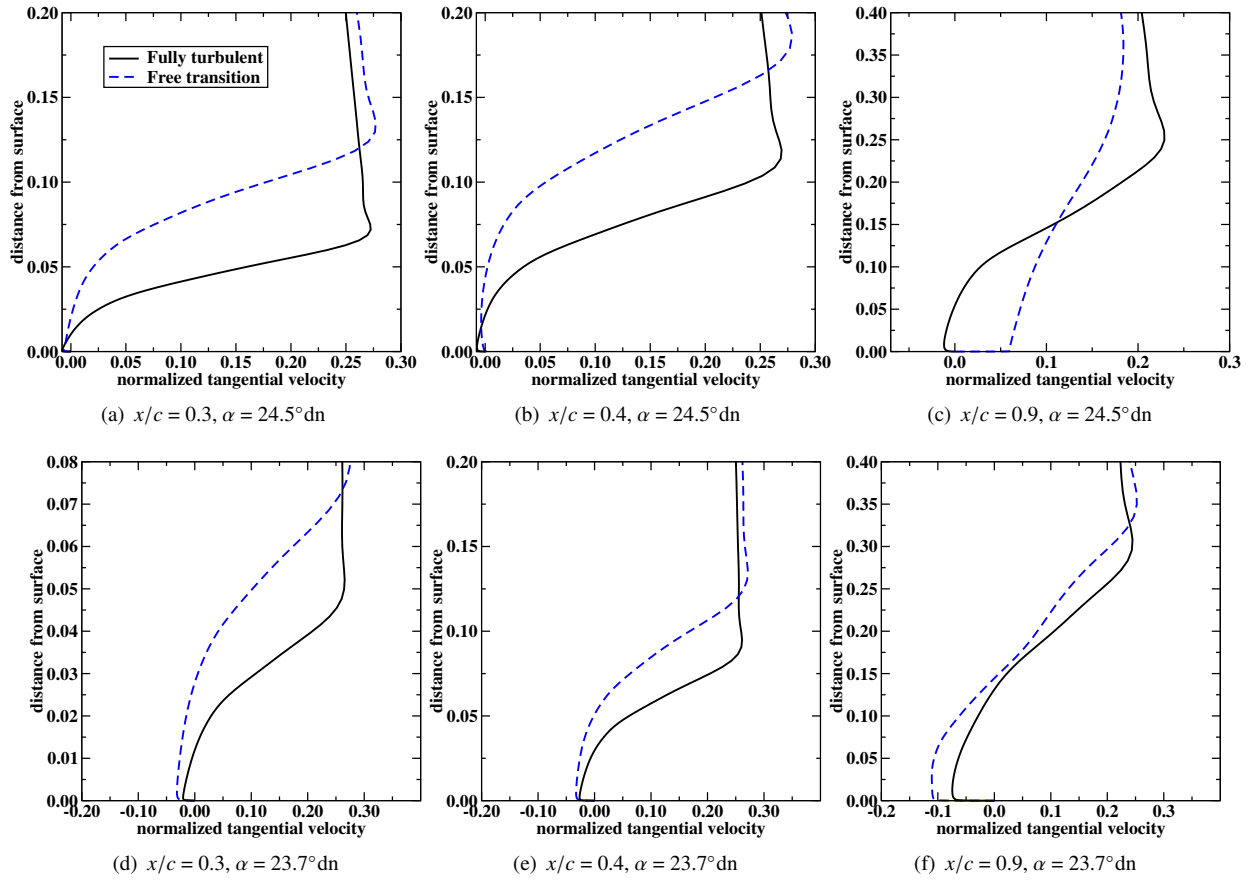 0.20
0.15
0.10
0.05
0.00
distance from surface
Fully turbulent
Free transition
0.00 0.05 0.10 0.15 0.20 0.25 0.30
normalized tangential velocity
(a) x/c = 0.3, α = 24.5°dn
0.20
0.15
0.10
0.05
0.00
distance from surface
0.00 0.05 0.10 0.15 0.20 0.25 0.30
normalized tangential velocity
(b) x/c = 0.4, α = 24.5°dn
0.40
0.35
0.30
0.25
0.20
0.15
0.10
0.05
0.00
distance from surface
0.0 0.1 0.2 0.3
normalized tangential velocity
(c) x/c = 0.9, α = 24.5°dn
0.08
0.07
0.06
0.05
0.04
0.03
0.02
0.01
0.00
distance from surface
-0.20 -0.10 0.00 0.10 0.20 0.30
normalized tangential velocity
(d) x/c = 0.3, α = 23.7°dn
0.20
0.15
0.10
0.05
0.00
distance from surface
-0.20 -0.10 0.00 0.10 0.20 0.30
normalized tangential velocity
(e) x/c = 0.4, α = 23.7°dn
0.40
0.35
0.30
0.25
0.20
0.15
0.10
0.05
0.00
distance from surface
-0.2 -0.1 0.0 0.1 0.2 0.3
normalized tangential velocity
(f) x/c = 0.9, α = 23.7°dn